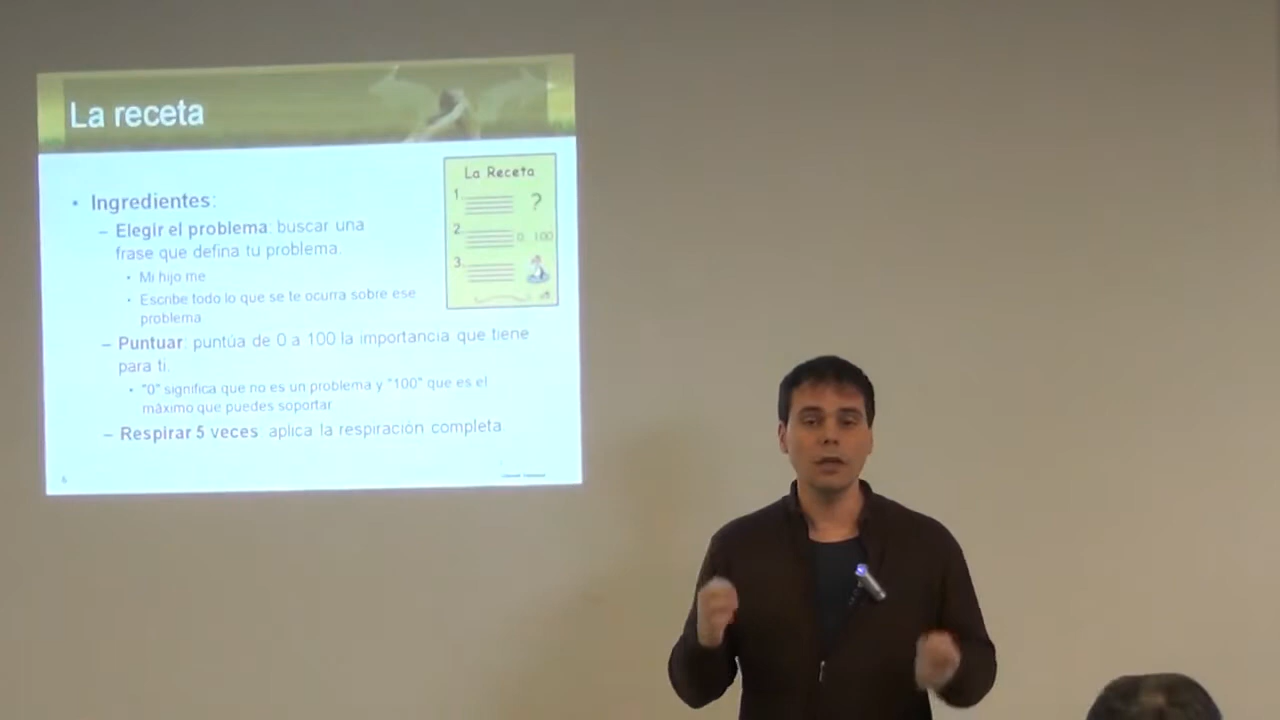 La receta
• Ingredientes:
– Elegir el problema: buscar una
frase que defina tu problema.
• Mi hijo me
• Escribe todo lo que se te ocurra sobre ese
problema
– Puntuar: puntúa de 0 a 100 la importancia que tiene
para ti.
• "0" significa que no es un problema y "100" que es el
máximo que puedes soportar
– Respirar 5 veces: aplica la respiración completa.
La Receta
1.
?
2.
0 100
3.
6